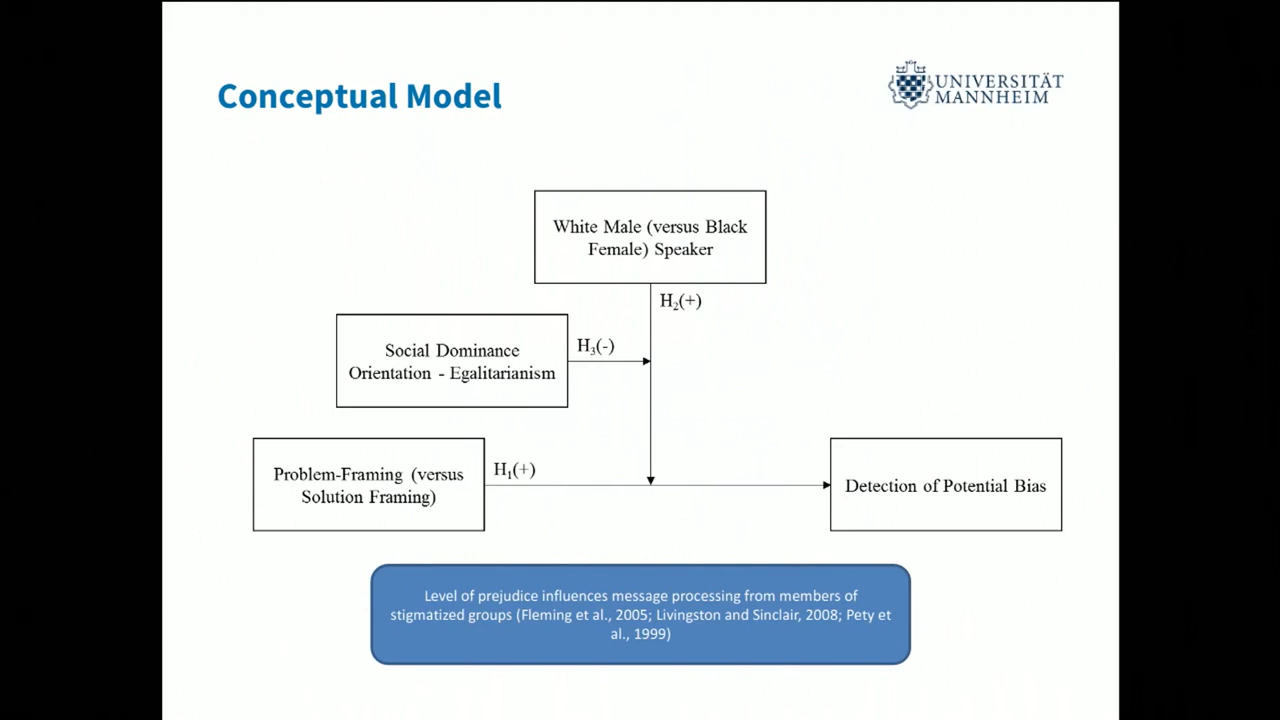 Conceptual Model
UNIVERSITÄT
MANNHEIM
White Male (versus Black
Female) Speaker
H₂(+)
Social Dominance
Orientation - Egalitarianism
H₃(-)
Problem-Framing (versus
Solution Framing)
H₁(+)
Detection of Potential Bias
Level of prejudice influences message processing from members of
stigmatized groups (Fleming et al., 2005; Livingston and Sinclair, 2008; Pety et
al., 1999)